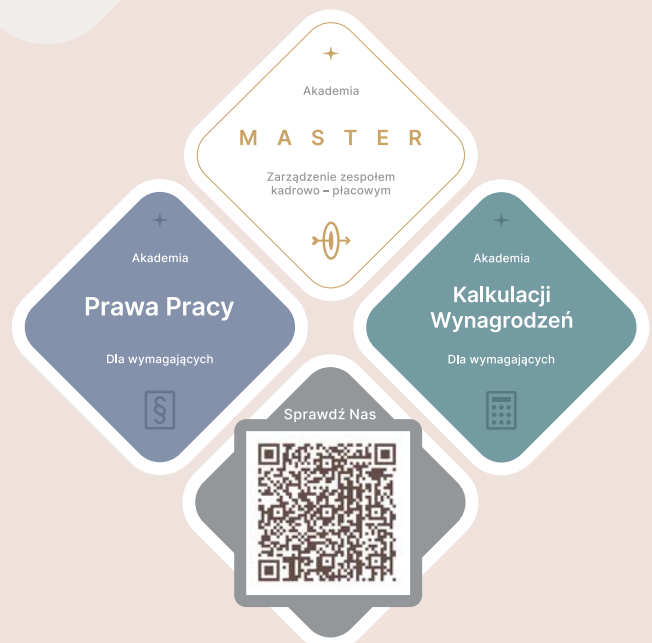 Akademia
MASTER
Zarządzenie zespołem
kadrowo – płacowym
Akademia
Prawa Pracy
Dla wymagających
§
Akademia
Kalkulacji
Wynagrodzeń
Dla wymagających
Sprawdź Nas